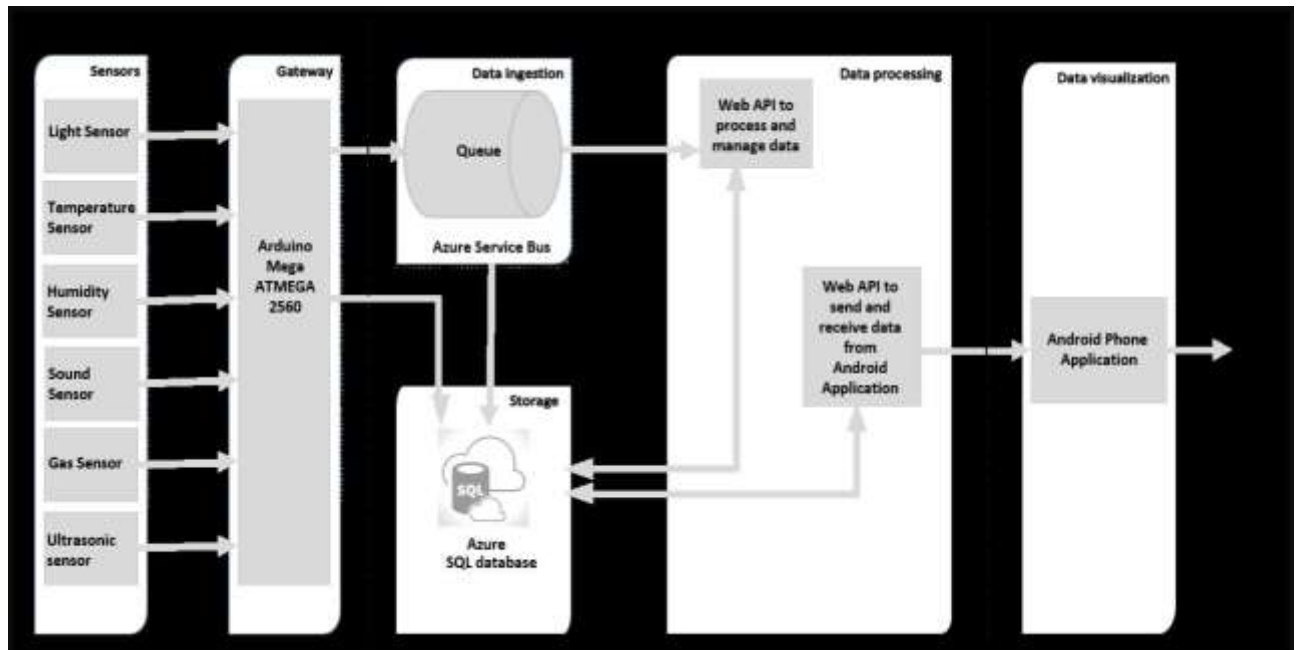 Sensors
Light Sensor
Temperature
Sensor
Humidity
Sensor
Sound
Sensor
Gas Sensor
Ultrasonic
sensor
Gateway
Arduino
Mega
ATMEGA
2560
Data ingestion
Queue
Azure Service Bus
Storage
SQL
Azure
SQL database
Data processing
Web API to
process and
manage data
Web API to
send and
receive data
from
Android
Application
Data visualization
Android Phone
Application